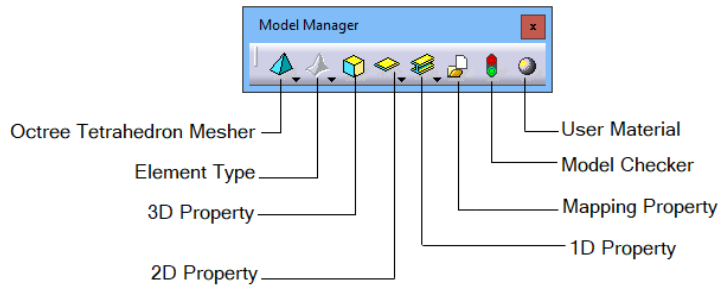 Model Manager
x
Octree Tetrahedron Mesher
User Material
Model Checker
Element Type
Mapping Property
3D Property
1D Property
2D Property